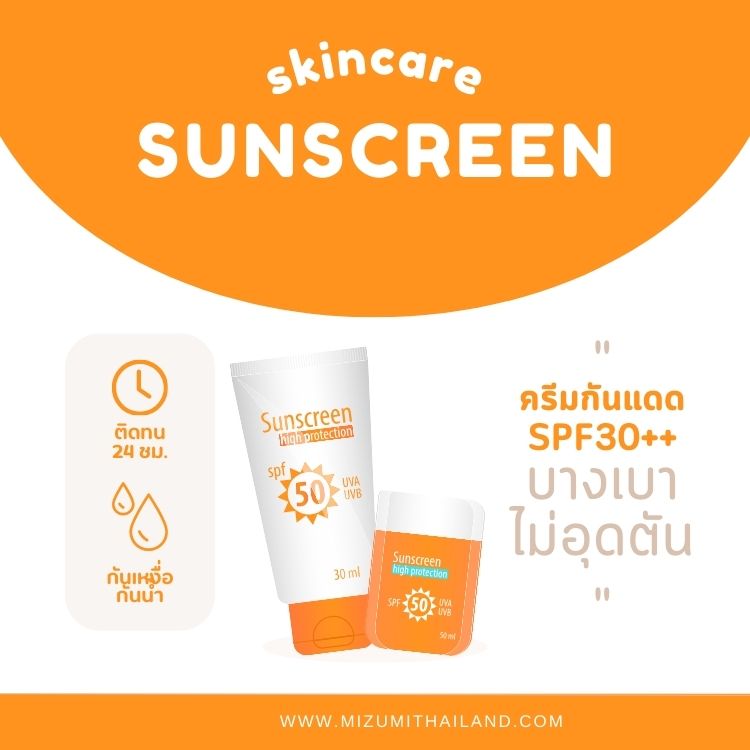 skincare
SUNSCREEN
ติดทน
24 ชม.
กันเหงื่อ
กันน้ำ
Sunscreen
high protection
spf
50
UVA
UVB
30 ml
Sunscreen
high protection
SPF
50
UVA
UVB
50 ml
"
ครีมกันแดด
SPF30++
บางเบา
ไม่อุดตัน
"
WWW.MIZUMITHAILAND.COM